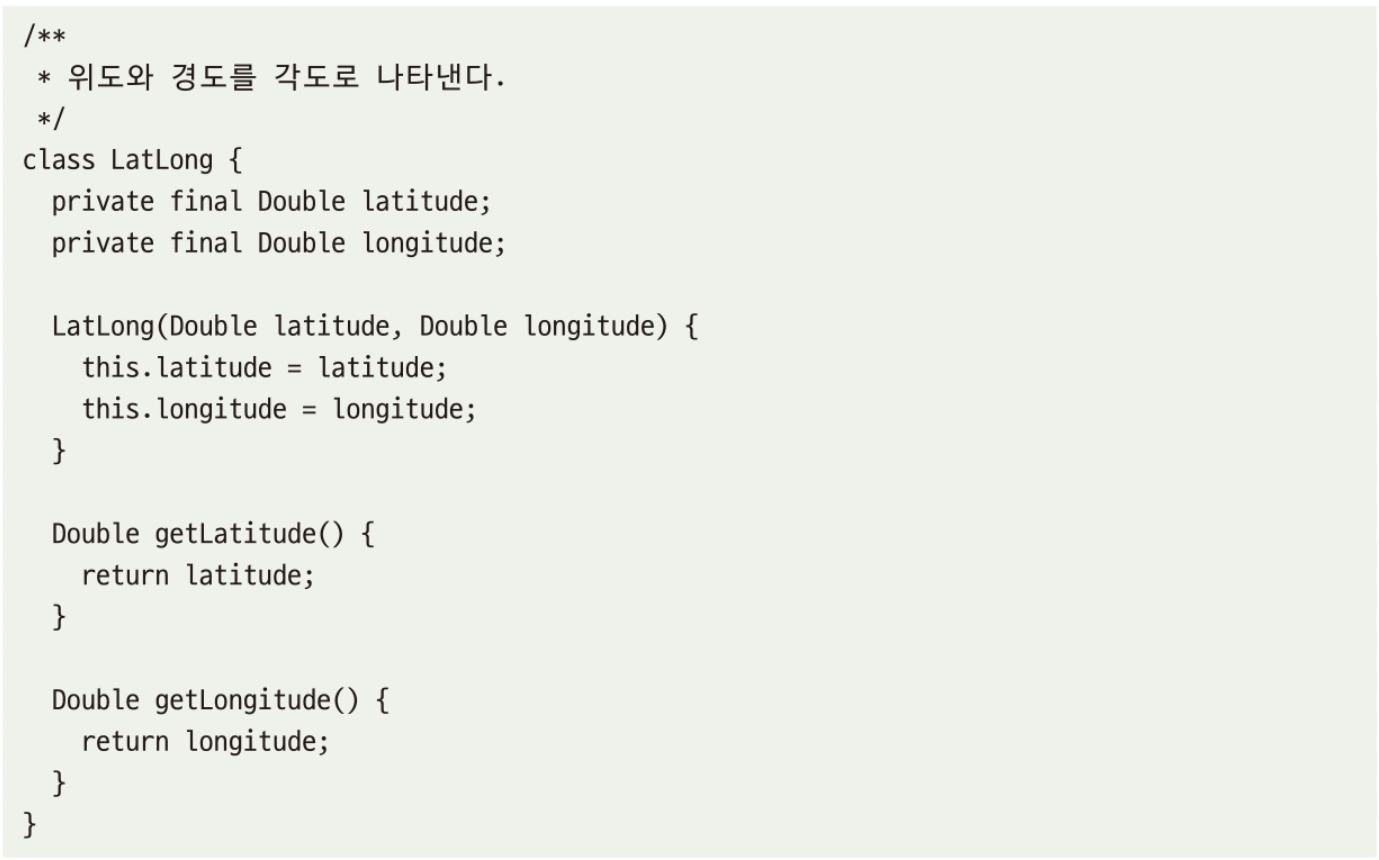 /**
 * 위도와 경도를 각도로 나타낸다.
 */
class LatLong {
  private final Double latitude;
  private final Double longitude;

  LatLong(Double latitude, Double longitude) {
    this.latitude = latitude;
    this.longitude = longitude;
  }

  Double getLatitude() {
    return latitude;
  }

  Double getLongitude() {
    return longitude;
  }
}